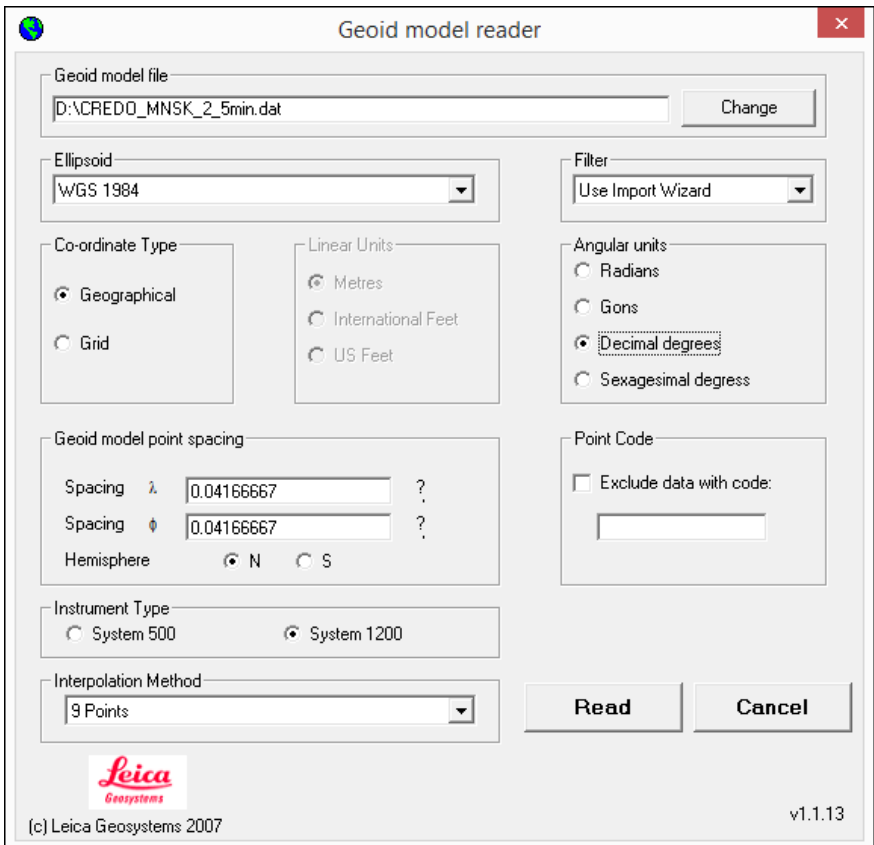 Geoid model reader
Geoid model file
D:\CREDO_MNSK_2_5min.dat
Change
Ellipsoid
WGS 1984
Filter
Use Import Wizard
Co-ordinate Type
Geographical
Grid
Linear Units
Metres
International Feet
US Feet
Angular units
Radians
Gons
Decimal degrees
Sexagesimal degress
Geoid model point spacing
Spacing λ 0.04166667 ?
Spacing ϕ 0.04166667 ?
Hemisphere N S
Point Code
Exclude data with code:
Instrument Type
System 500 System 1200
Interpolation Method
9 Points
Read Cancel
Leica
Geosystems
(c) Leica Geosystems 2007
v1.1.13